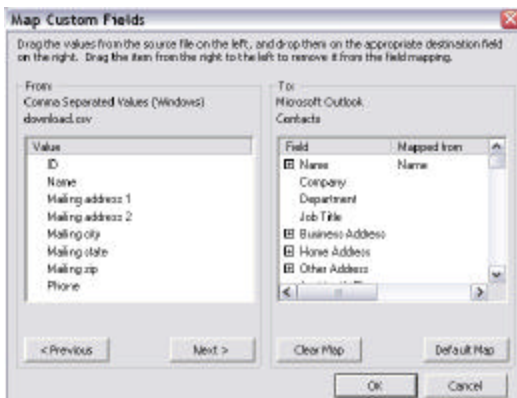 Map Custom Fields
Drag the values from the source file on the left, and drop them on the appropriate destination field
on the right. Drag the item from the right to the left to remove it from the field mapping.
From:
Comma Separated Values (Windows)
download.csv
Value
ID
Name
Mailing address 1
Mailing address 2
Mailing city
Mailing state
Mailing zip
Phone
< Previous
Next >
To:
Microsoft Outlook
Contacts
Field Mapped from
Name Name
Company
Department
Job Title
Business Address
Home Address
Other Address
Clear Map
Default Map
OK
Cancel